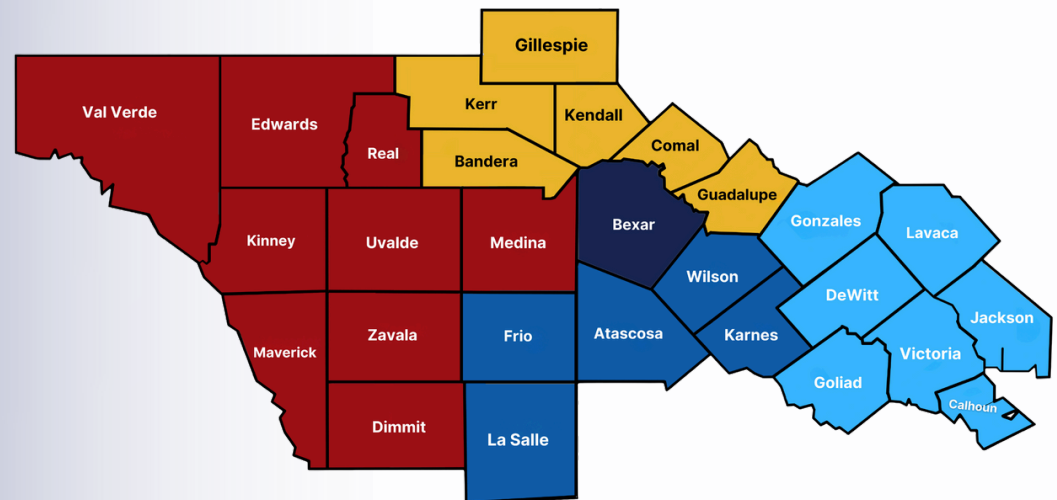 Gillespie
Val Verde
Edwards
Kerr
Kendall
Real
Bandera
Comal
Guadalupe
Gonzales
Lavaca
Kinney
Uvalde
Medina
Bexar
Wilson
DeWitt
Jackson
Maverick
Zavala
Frio
Atascosa
Karnes
Victoria
Goliad
Calhoun
Dimmit
La Salle